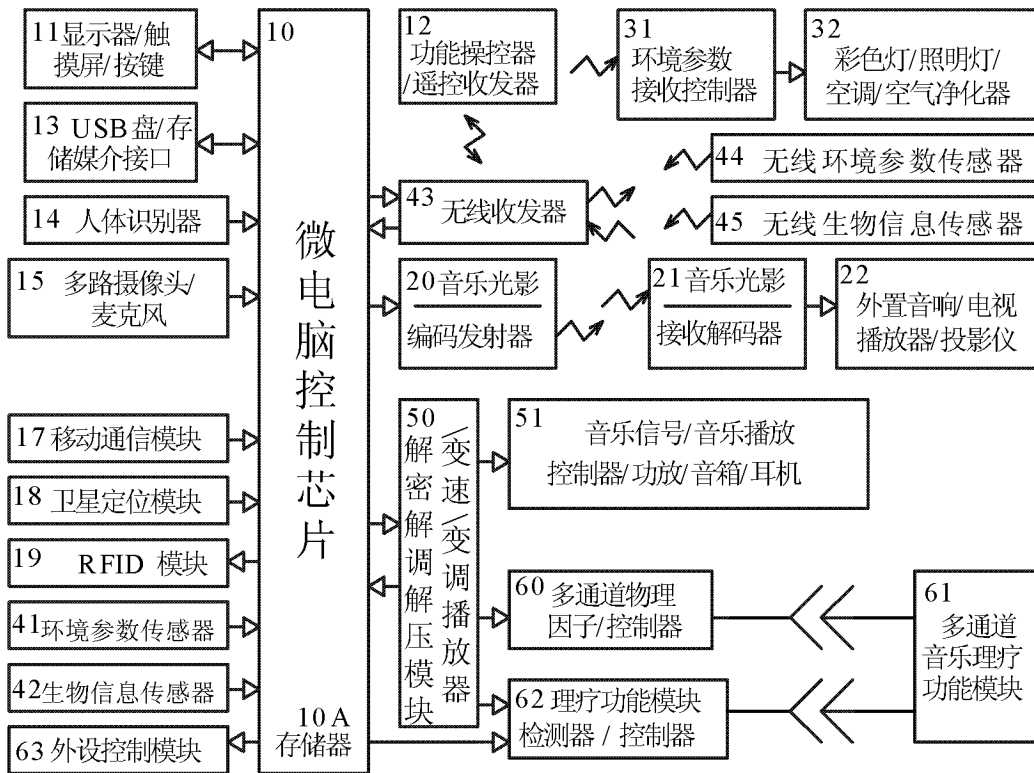 11显示器/触
摸屏/按键
13 USB盘/存
储媒介接口
14 人体识别器
15 多路摄像头/
麦克风
17移动通信模块
18 卫星定位模块
19 RFID 模块
41环境参数传感器
42生物信息传感器
63外设控制模块
10
微电脑控制芯片
10A
存储器
12
功能操控器
/遥控收发器
31
环境参数
接收控制器
32
彩色灯/照明灯/
空调/空气净化器
43 无线收发器
44 无线环境参数传感器
45 无线生物信息传感器
20音乐光影
编码发射器
21音乐光影
接收解码器
22
外置音响/电视
播放器/投影仪
50
解密解调解压模块
/变速/变调播放器
51
音乐信号/音乐播放
控制器/功放/音箱/耳机
60 多通道物理
因子/控制器
61
多通道
音乐理疗
功能模块
62 理疗功能模块
检测器 / 控制器